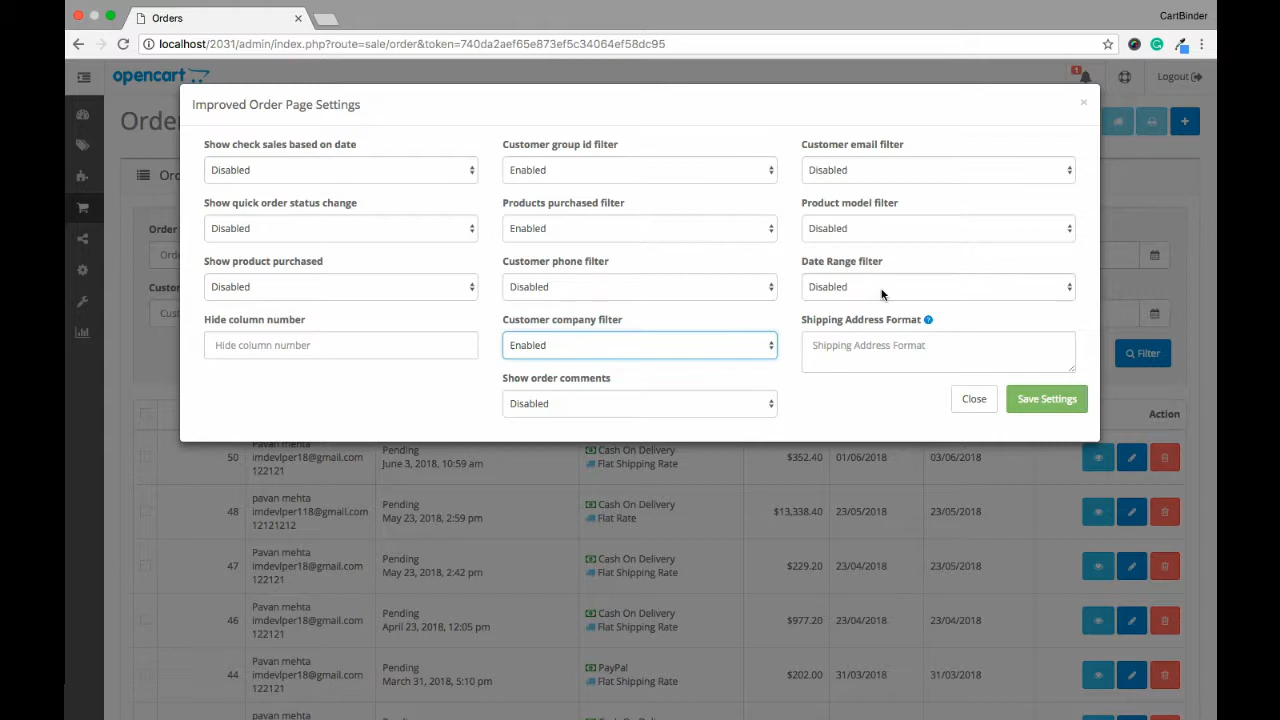 Orders
CartBinder
localhost/2031/admin/index.php?route=sale/order&token=740da2aef65e873ef5c34064ef58dc95
opencart
1
Logout
Improved Order Page Settings
×
Show check sales based on date
Customer group id filter
Customer email filter
Disabled
Enabled
Disabled
Show quick order status change
Products purchased filter
Product model filter
Disabled
Enabled
Disabled
Show product purchased
Customer phone filter
Date Range filter
Disabled
Disabled
Disabled
Hide column number
Customer company filter
Shipping Address Format
Hide column number
Enabled
Shipping Address Format
Show order comments
Disabled
Close
Save Settings
Filter
Action
50
Pavan mehta
imdevlper18@gmail.com
122121
Pending
June 3, 2018, 10:59 am
Cash On Delivery
Flat Shipping Rate
$352.40
01/06/2018
03/06/2018
48
pavan mehta
imdevlper118@gmail.com
12121212
Pending
May 23, 2018, 2:59 pm
Cash On Delivery
Flat Rate
$13,338.40
23/05/2018
23/05/2018
47
Pavan mehta
imdevlper18@gmail.com
122121
Pending
May 23, 2018, 2:42 pm
Cash On Delivery
Flat Shipping Rate
$229.20
23/04/2018
23/05/2018
46
Pavan mehta
imdevlper18@gmail.com
122121
Pending
April 23, 2018, 12:05 pm
Cash On Delivery
Flat Shipping Rate
$977.20
23/04/2018
23/04/2018
44
Pavan mehta
imdevlper18@gmail.com
122121
Pending
March 31, 2018, 5:10 pm
PayPal
Flat Shipping Rate
$202.00
31/03/2018
31/03/2018